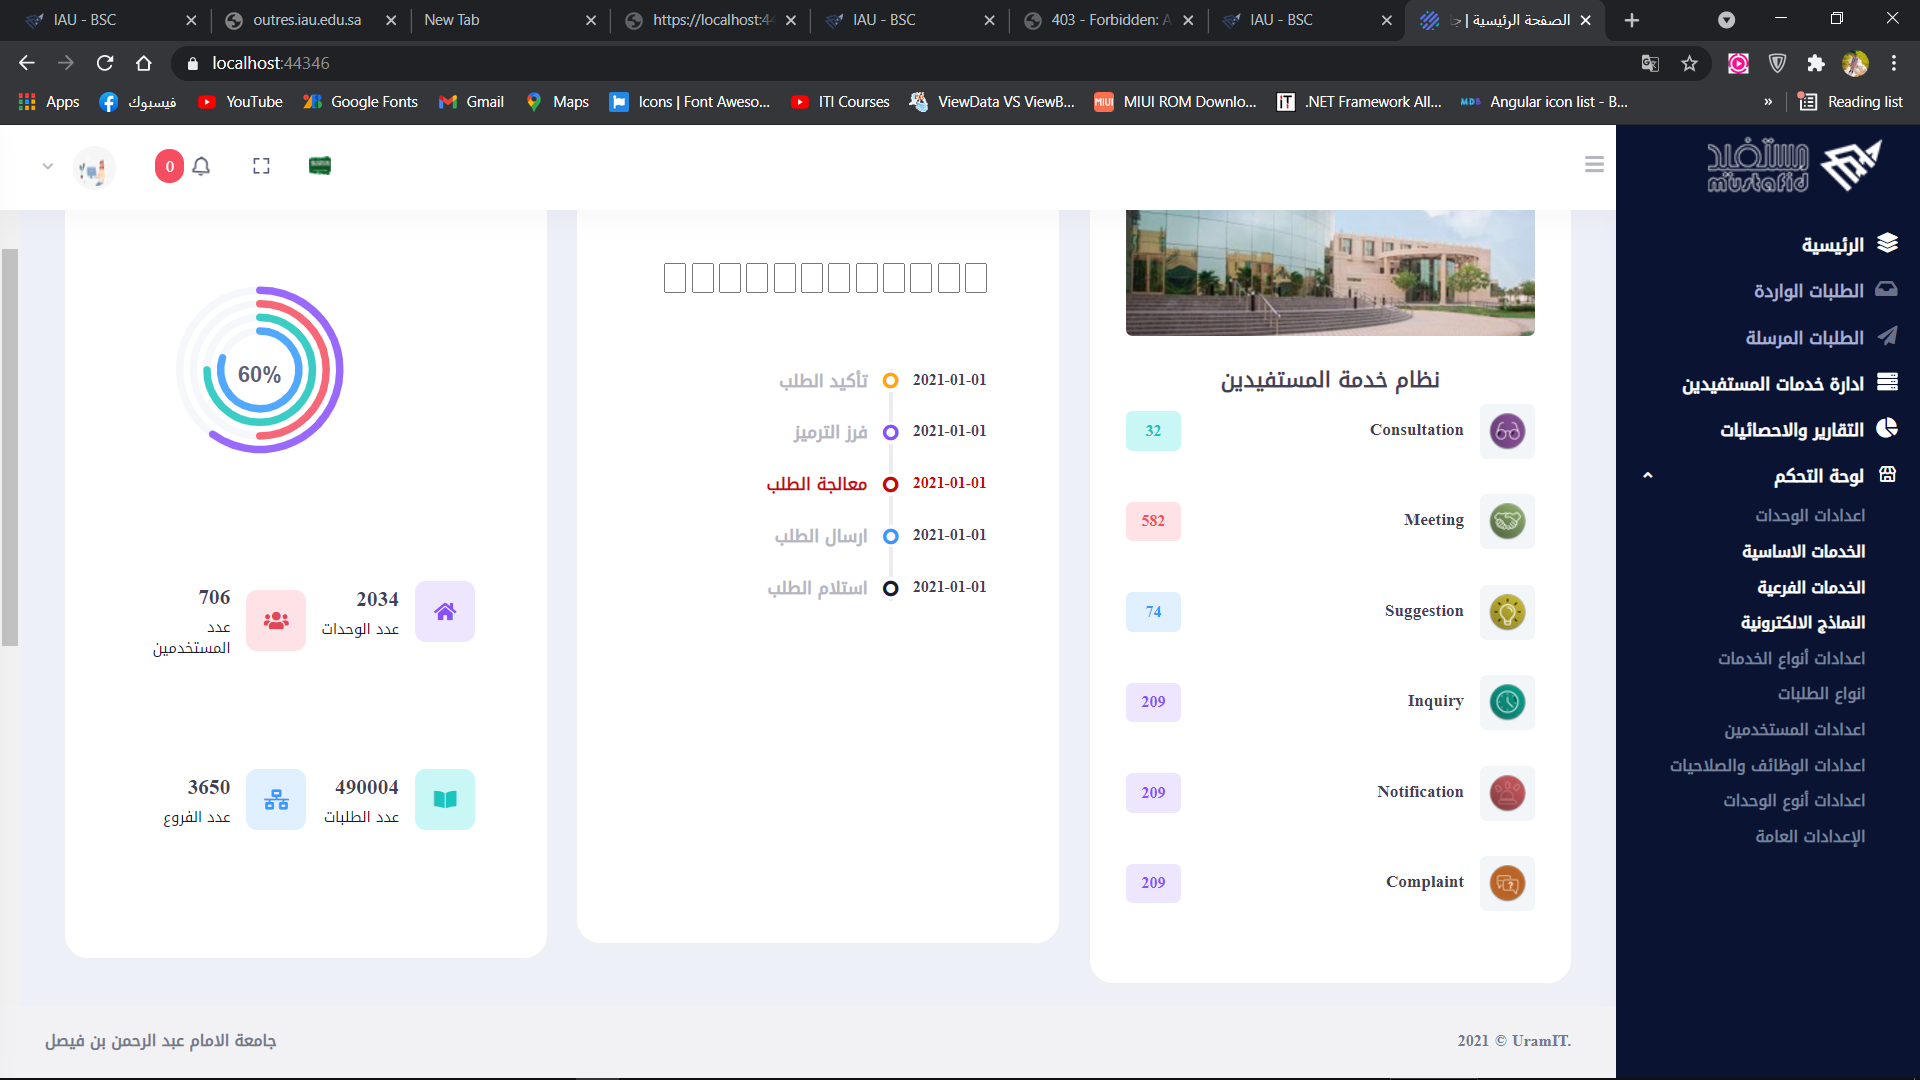 IAU - BSC
outres.iau.edu.sa
New Tab
https://localhost:44
IAU - BSC
403 - Forbidden: A
IAU - BSC
الصفحة الرئيسية | جا
localhost:44346
Apps
فيسبوك
YouTube
Google Fonts
Gmail
Maps
Icons | Font Aweso...
ITI Courses
ViewData VS ViewB...
MIUI ROM Downlo...
.NET Framework All...
Angular icon list - B...
»
Reading list
0
مستفيد
mustafid
الرئيسية
الطلبات الواردة
الطلبات المرسلة
ادارة خدمات المستفيدين
التقارير والاحصائيات
لوحة التحكم
اعدادات الوحدات
الخدمات الاساسية
الخدمات الفرعية
النماذج الالكترونية
اعدادات أنواع الخدمات
انواع الطلبات
اعدادات المستخدمين
اعدادات الوظائف والصلاحيات
اعدادات أنوع الوحدات
الإعدادات العامة
نظام خدمة المستفيدين
Consultation 32
Meeting 582
Suggestion 74
Inquiry 209
Notification 209
Complaint 209
2021-01-01 تأكيد الطلب
2021-01-01 فرز الترميز
2021-01-01 معالجة الطلب
2021-01-01 ارسال الطلب
2021-01-01 استلام الطلب
60%
2034
عدد الوحدات
706
عدد
المستخدمين
490004
عدد الطلبات
3650
عدد الفروع
2021 © UramIT.
جامعة الامام عبد الرحمن بن فيصل